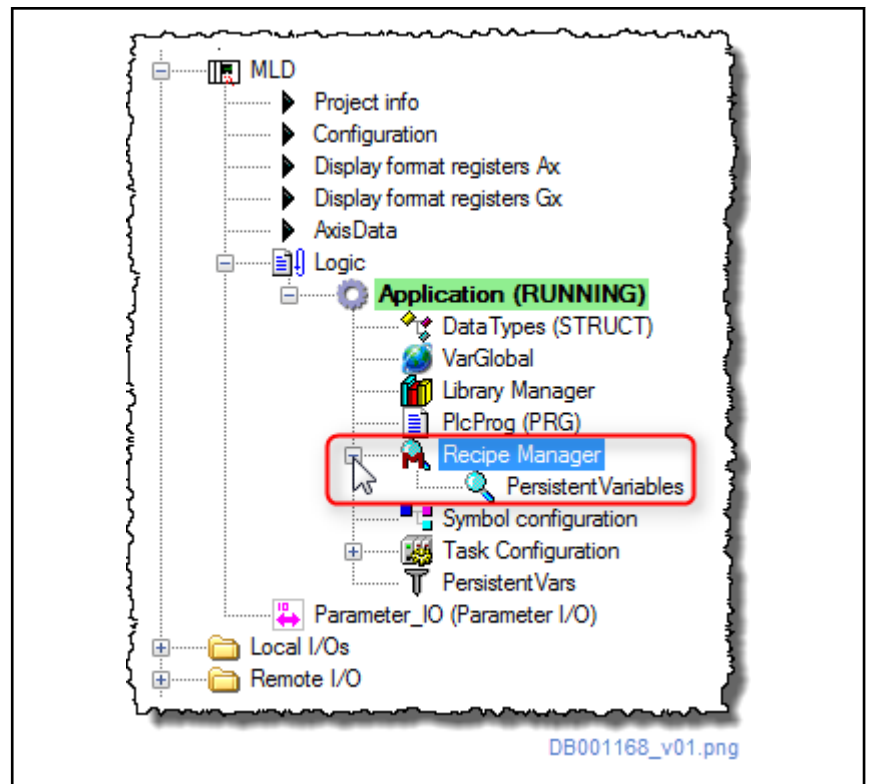 MLD
Project info
Configuration
Display format registers Ax
Display format registers Gx
AxisData
Logic
Application (RUNNING)
DataTypes (STRUCT)
VarGlobal
Library Manager
PlcProg (PRG)
Recipe Manager
PersistentVariables
Symbol configuration
Task Configuration
PersistentVars
Parameter_IO (Parameter I/O)
Local I/Os
Remote I/O
DB001168_v01.png